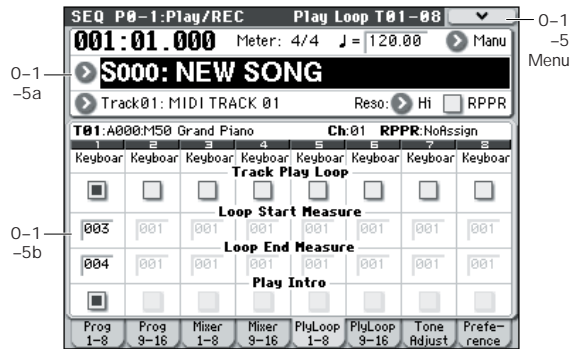 SEQ P0-1:Play/REC Play Loop T01-08
0-1
-5
Menu
001:01.000 Meter: 4/4 ♩= 120.00 Manu
0-1
-5a
S000: NEW SONG
Track01: MIDI TRACK 01 Reso: Hi RPPR
T01:A000:M50 Grand Piano Ch:01 RPPR:NoAssign
1 2 3 4 5 6 7 8
Keyboar Keyboar Keyboar Keyboar Keyboar Keyboar Keyboar Keyboar
Track Play Loop
Loop Start Measure
0-1
-5b
003 001 001 001 001 001 001 001
Loop End Measure
004 001 001 001 001 001 001 001
Play Intro
Prog 1-8 Prog 9-16 Mixer 1-8 Mixer 9-16 PlyLoop 1-8 PlyLoop 9-16 Tone Adjust Prefe-rence